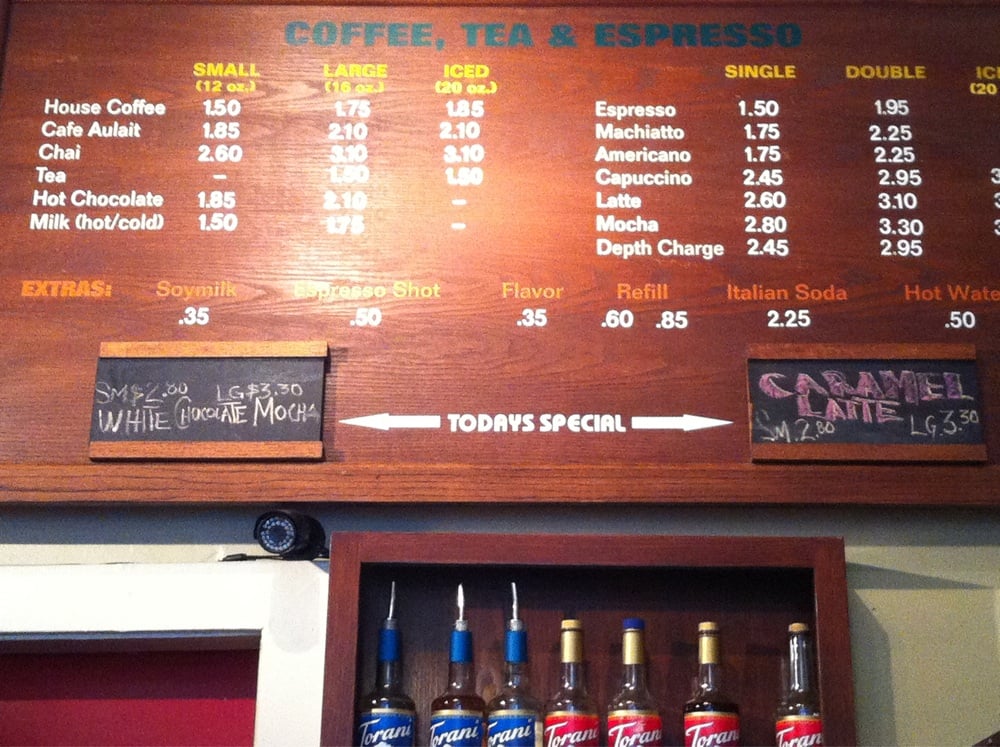 COFFEE, TEA & ESPRESSO
SMALL LARGE ICED
(12 oz.) (16 oz.) (20 oz.)
House Coffee 1.50 1.75 1.85
Cafe Aulait 1.85 2.10 2.10
Chai 2.60 3.10 3.10
Tea – 1.50 1.50
Hot Chocolate 1.85 2.10 –
Milk (hot/cold) 1.50 1.75 –
SINGLE DOUBLE
(20
Espresso 1.50 1.95
Machiatto 1.75 2.25
Americano 1.75 2.25
Capuccino 2.45 2.95
Latte 2.60 3.10
Mocha 2.80 3.30
Depth Charge 2.45 2.95
EXTRAS: Soymilk Espresso Shot Flavor Refill Italian Soda Hot
.35 .50 .35 .60 .85 2.25 .50
SM $2.80 LG $3.30
WHITE CHOCOLATE MOCHA
TODAYS SPECIAL
CARAMEL
LATTE
SM. 2.80 LG. 3.30
Torani Torani Torani Torani Torani Torani Torani